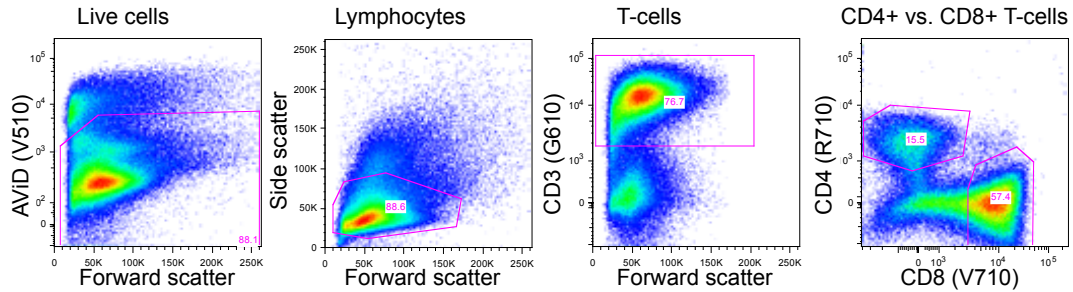 Live cells
AViD (V510)
10⁵
10⁴
10³
10²
0
88.1
0 50K 100K 150K 200K 250K
Forward scatter
Lymphocytes
Side scatter
250K
200K
150K
100K
50K
0
88.6
0 50K 100K 150K 200K 250K
Forward scatter
T-cells
CD3 (G610)
10⁵
10⁴
10³
0
76.7
0 50K 100K 150K 200K 250K
Forward scatter
CD4+ vs. CD8+ T-cells
CD4 (R710)
10⁵
10⁴
10³
0
15.5
57.4
0 10³ 10⁴ 10⁵
CD8 (V710)